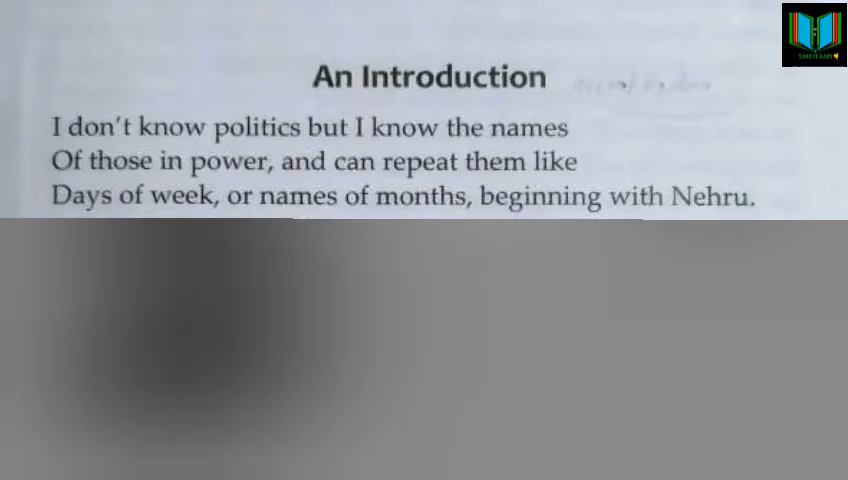 An Introduction
I don't know politics but I know the names
Of those in power, and can repeat them like
Days of week, or names of months, beginning with Nehru.